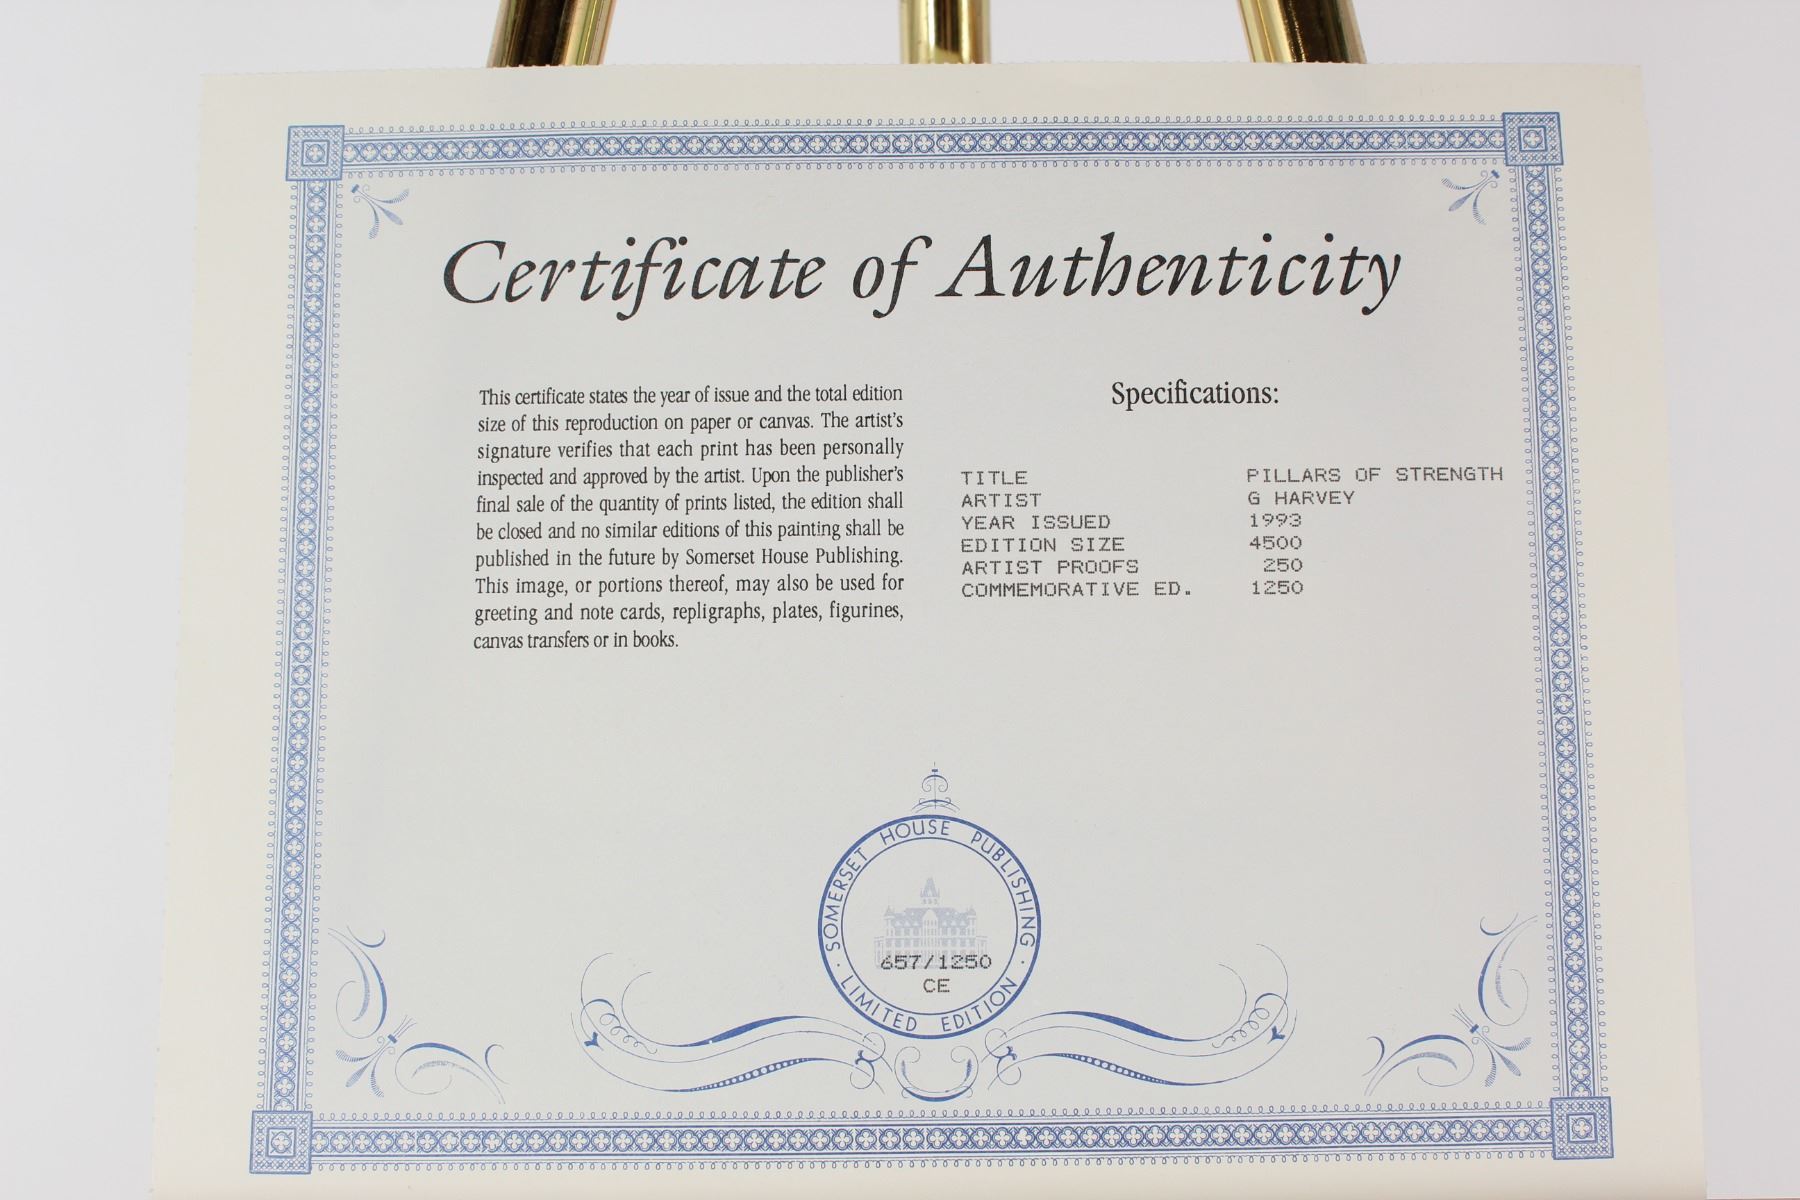 Certificate of Authenticity
This certificate states the year of issue and the total edition
size of this reproduction on paper or canvas. The artist's
signature verifies that each print has been personally
inspected and approved by the artist. Upon the publisher's
final sale of the quantity of prints listed, the edition shall
be closed and no similar editions of this painting shall be
published in the future by Somerset House Publishing.
This image, or portions thereof, may also be used for
greeting and note cards, repligraphs, plates, figurines,
canvas transfers or in books.
Specifications:
TITLE PILLARS OF STRENGTH
ARTIST G HARVEY
YEAR ISSUED 1993
EDITION SIZE 4500
ARTIST PROOFS 250
COMMEMORATIVE ED. 1250
SOMERSET HOUSE PUBLISHING
657/1250
CE
· LIMITED EDITION ·